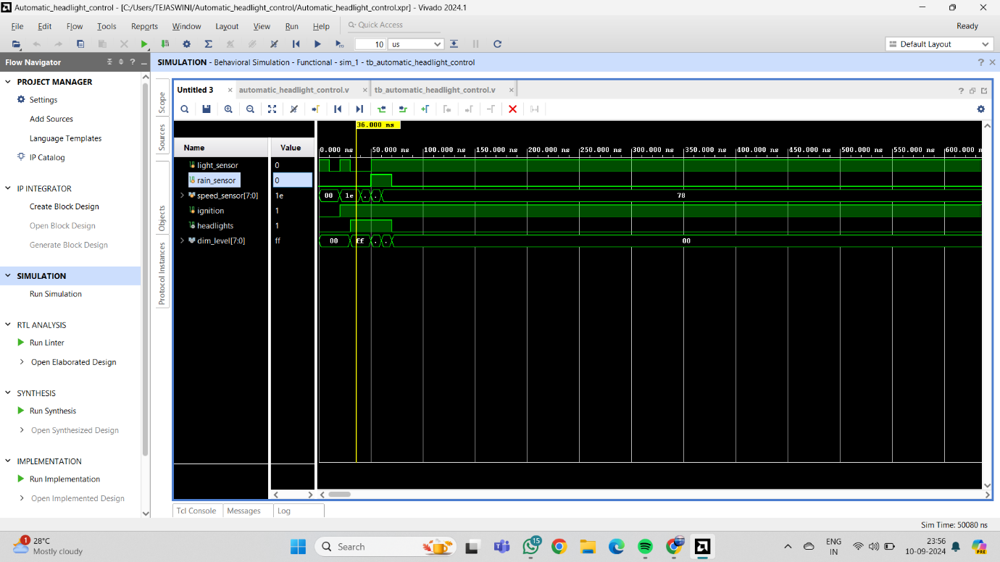 Automatic_headlight_control - [C:/Users/TEJASWINI/Automatic_headlight_control/Automatic_headlight_control.xpr] - Vivado 2024.1
File Edit Flow Tools Reports Window Layout View Run Help Quick Access Ready
10 us Default Layout
Flow Navigator
SIMULATION - Behavioral Simulation - Functional - sim_1 - tb_automatic_headlight_control
PROJECT MANAGER
Settings
Add Sources
Language Templates
IP Catalog
IP INTEGRATOR
Create Block Design
Open Block Design
Generate Block Design
SIMULATION
Run Simulation
RTL ANALYSIS
Run Linter
Open Elaborated Design
SYNTHESIS
Run Synthesis
Open Synthesized Design
IMPLEMENTATION
Run Implementation
Open Implemented Design
Scope
Sources
Objects
Protocol Instances
Untitled 3 automatic_headlight_control.v tb_automatic_headlight_control.v
36.000 ns
Name Value 0.000 ns 50.000 ns 100.000 ns 150.000 ns 200.000 ns 250.000 ns 300.000 ns 350.000 ns 400.000 ns 450.000 ns 500.000 ns 550.000 ns 600.000
light_sensor 0
rain_sensor 0
speed_sensor[7:0] 1e 00 1e . . 78
ignition 1
headlights 1
dim_level[7:0] ff 00 ff . . 00
Tcl Console Messages Log
Sim Time: 50080 ns
1
28°C
Mostly cloudy
Search
15
ENG
IN
23:56
10-09-2024
PRE